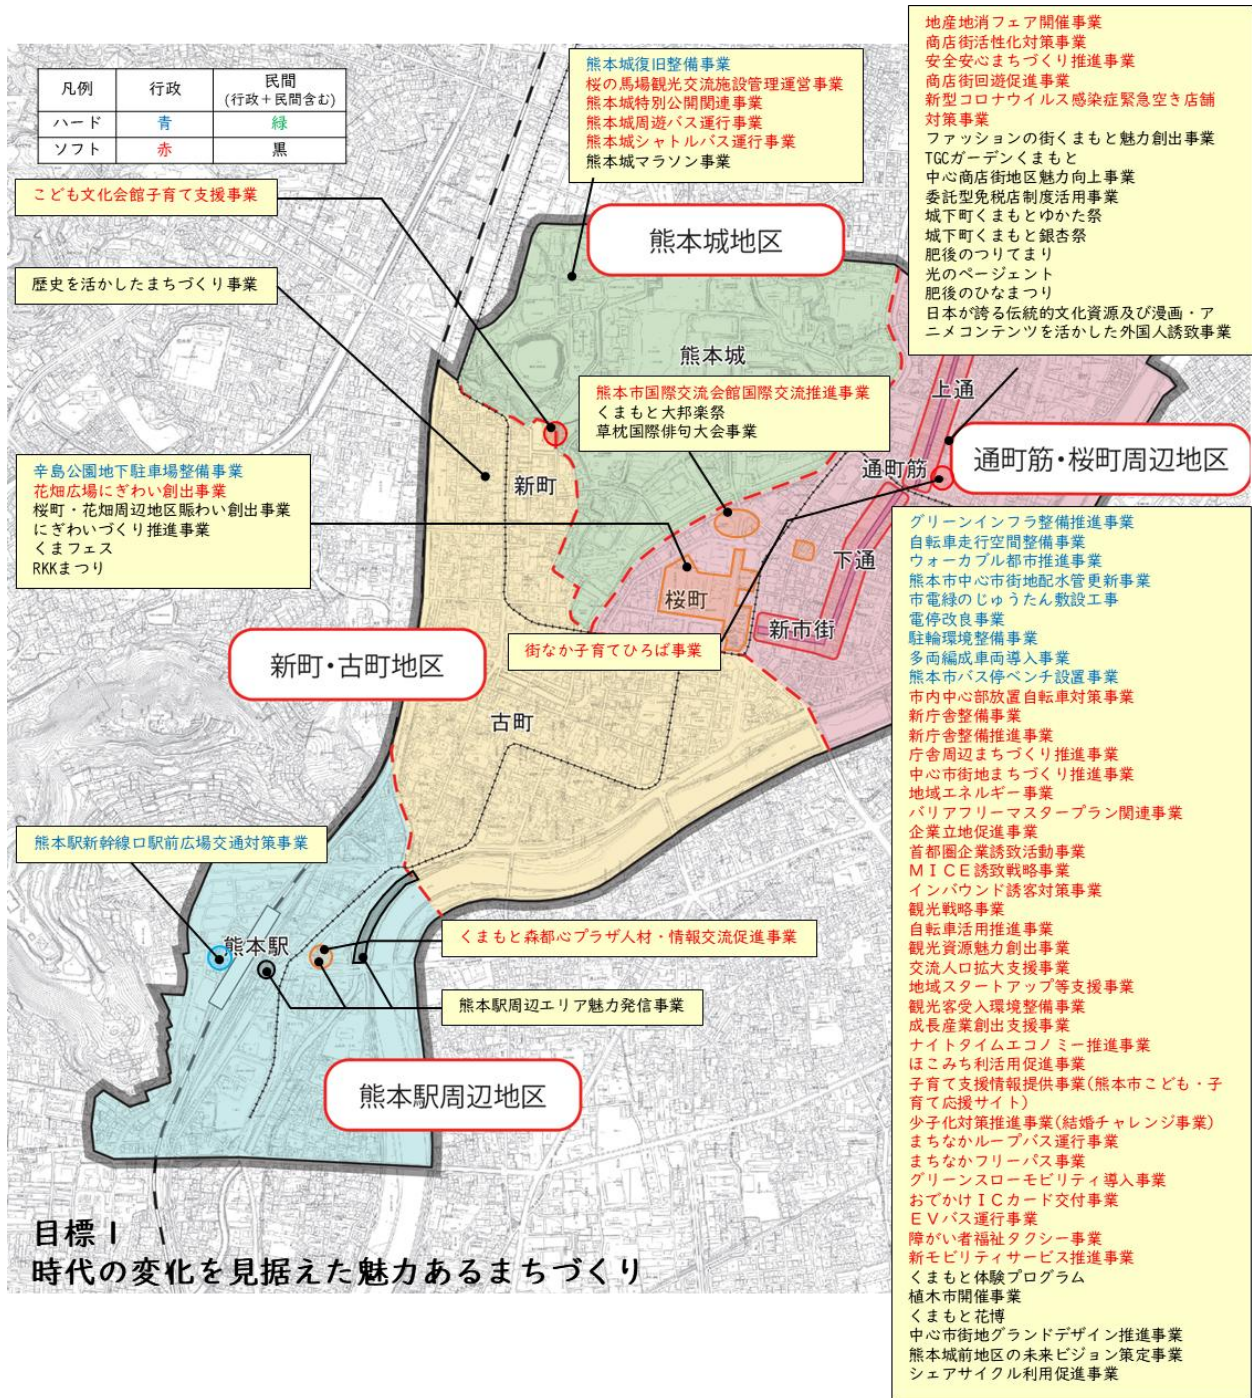 地産地消フェア開催事業
商店街活性化対策事業
安全安心まちづくり推進事業
商店街回遊促進事業
新型コロナウイルス感染症緊急空き店舗
対策事業
ファッションの街くまもと魅力創出事業
TGCガーデンくまもと
中心商店街地区魅力向上事業
委託型免税店制度活用事業
城下町くまもとゆかた祭
城下町くまもと銀杏祭
肥後のつりてまり
光のページェント
肥後のひなまつり
日本が誇る伝統的文化資源及び漫画・ア
ニメコンテンツを活かした外国人誘致事業
凡例 行政 民間
(行政+民間含む)
ハード 青 緑
ソフト 赤 黒
熊本城復旧整備事業
桜の馬場観光交流施設管理運営事業
熊本城特別公開関連事業
熊本城周遊バス運行事業
熊本城シャトルバス運行事業
熊本城マラソン事業
こども文化会館子育て支援事業
熊本城地区
歴史を活かしたまちづくり事業
熊本城
熊本市国際交流会館国際交流推進事業
くまもと大邦楽祭
草枕国際俳句大会事業
上通
通町筋
通町筋・桜町周辺地区
新町
辛島公園地下駐車場整備事業
花畑広場にぎわい創出事業
桜町・花畑周辺地区賑わい創出事業
にぎわいづくり推進事業
くまフェス
RKKまつり
下通
桜町
新市街
街なか子育てひろば事業
新町・古町地区
古町
熊本駅新幹線口駅前広場交通対策事業
熊本駅
くまもと森都心プラザ人材・情報交流促進事業
熊本駅周辺エリア魅力発信事業
熊本駅周辺地区
グリーンインフラ整備推進事業
自転車走行空間整備事業
ウォーカブル都市推進事業
熊本市中心市街地配水管更新事業
市電緑のじゅうたん敷設工事
電停改良事業
駐輪環境整備事業
多両編成車両導入事業
熊本市バス停ベンチ設置事業
市内中心部放置自転車対策事業
新庁舎整備事業
新庁舎整備推進事業
庁舎周辺まちづくり推進事業
中心市街地まちづくり推進事業
地域エネルギー事業
バリアフリーマスタープラン関連事業
企業立地促進事業
首都圏企業誘致活動事業
MICE誘致戦略事業
インバウンド誘客対策事業
観光戦略事業
自転車活用推進事業
観光資源魅力創出事業
交流人口拡大支援事業
地域スタートアップ等支援事業
観光客受入環境整備事業
成長産業創出支援事業
ナイトタイムエコノミー推進事業
ほこみち利活用促進事業
子育て支援情報提供事業(熊本市こども・子
育て応援サイト)
少子化対策推進事業(結婚チャレンジ事業)
まちなかループバス運行事業
まちなかフリーパス事業
グリーンスローモビリティ導入事業
おでかけICカード交付事業
EVバス運行事業
障がい者福祉タクシー事業
新モビリティサービス推進事業
くまもと体験プログラム
植木市開催事業
くまもと花博
中心市街地グランドデザイン推進事業
熊本城前地区の未来ビジョン策定事業
シェアサイクル利用促進事業
目標1
時代の変化を見据えた魅力あるまちづくり